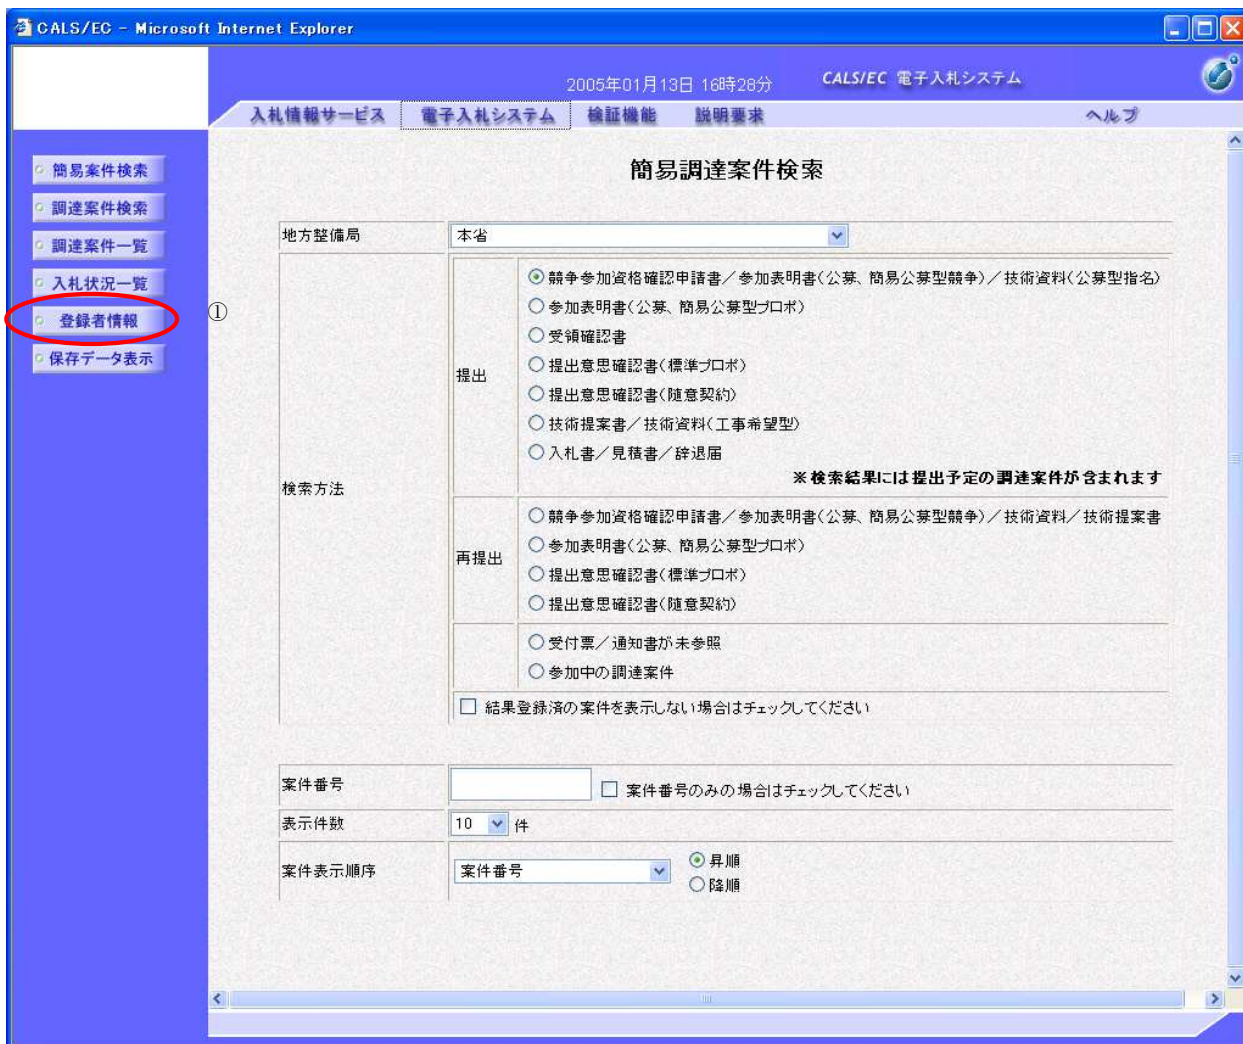 CALS/EC - Microsoft Internet Explorer
2005年01月13日 16時28分
CALS/EC 電子入札システム
入札情報サービス
電子入札システム
検証機能
説明要求
ヘルプ
簡易案件検索
調達案件検索
調達案件一覧
入札状況一覧
登録者情報
①
保存データ表示
簡易調達案件検索
地方整備局
本省
検索方法
提出
競争参加資格確認申請書／参加表明書(公募、簡易公募型競争)／技術資料(公募型指名)
参加表明書(公募、簡易公募型プロポ)
受領確認書
提出意思確認書(標準プロポ)
提出意思確認書(随意契約)
技術提案書／技術資料(工事希望型)
入札書／見積書／辞退届
※検索結果には提出予定の調達案件が含まれます
再提出
競争参加資格確認申請書／参加表明書(公募、簡易公募型競争)／技術資料／技術提案書
参加表明書(公募、簡易公募型プロポ)
提出意思確認書(標準プロポ)
提出意思確認書(随意契約)
受付票／通知書が未参照
参加中の調達案件
結果登録済の案件を表示しない場合はチェックしてください
案件番号
案件番号のみの場合はチェックしてください
表示件数
10 件
案件表示順序
案件番号
昇順
降順